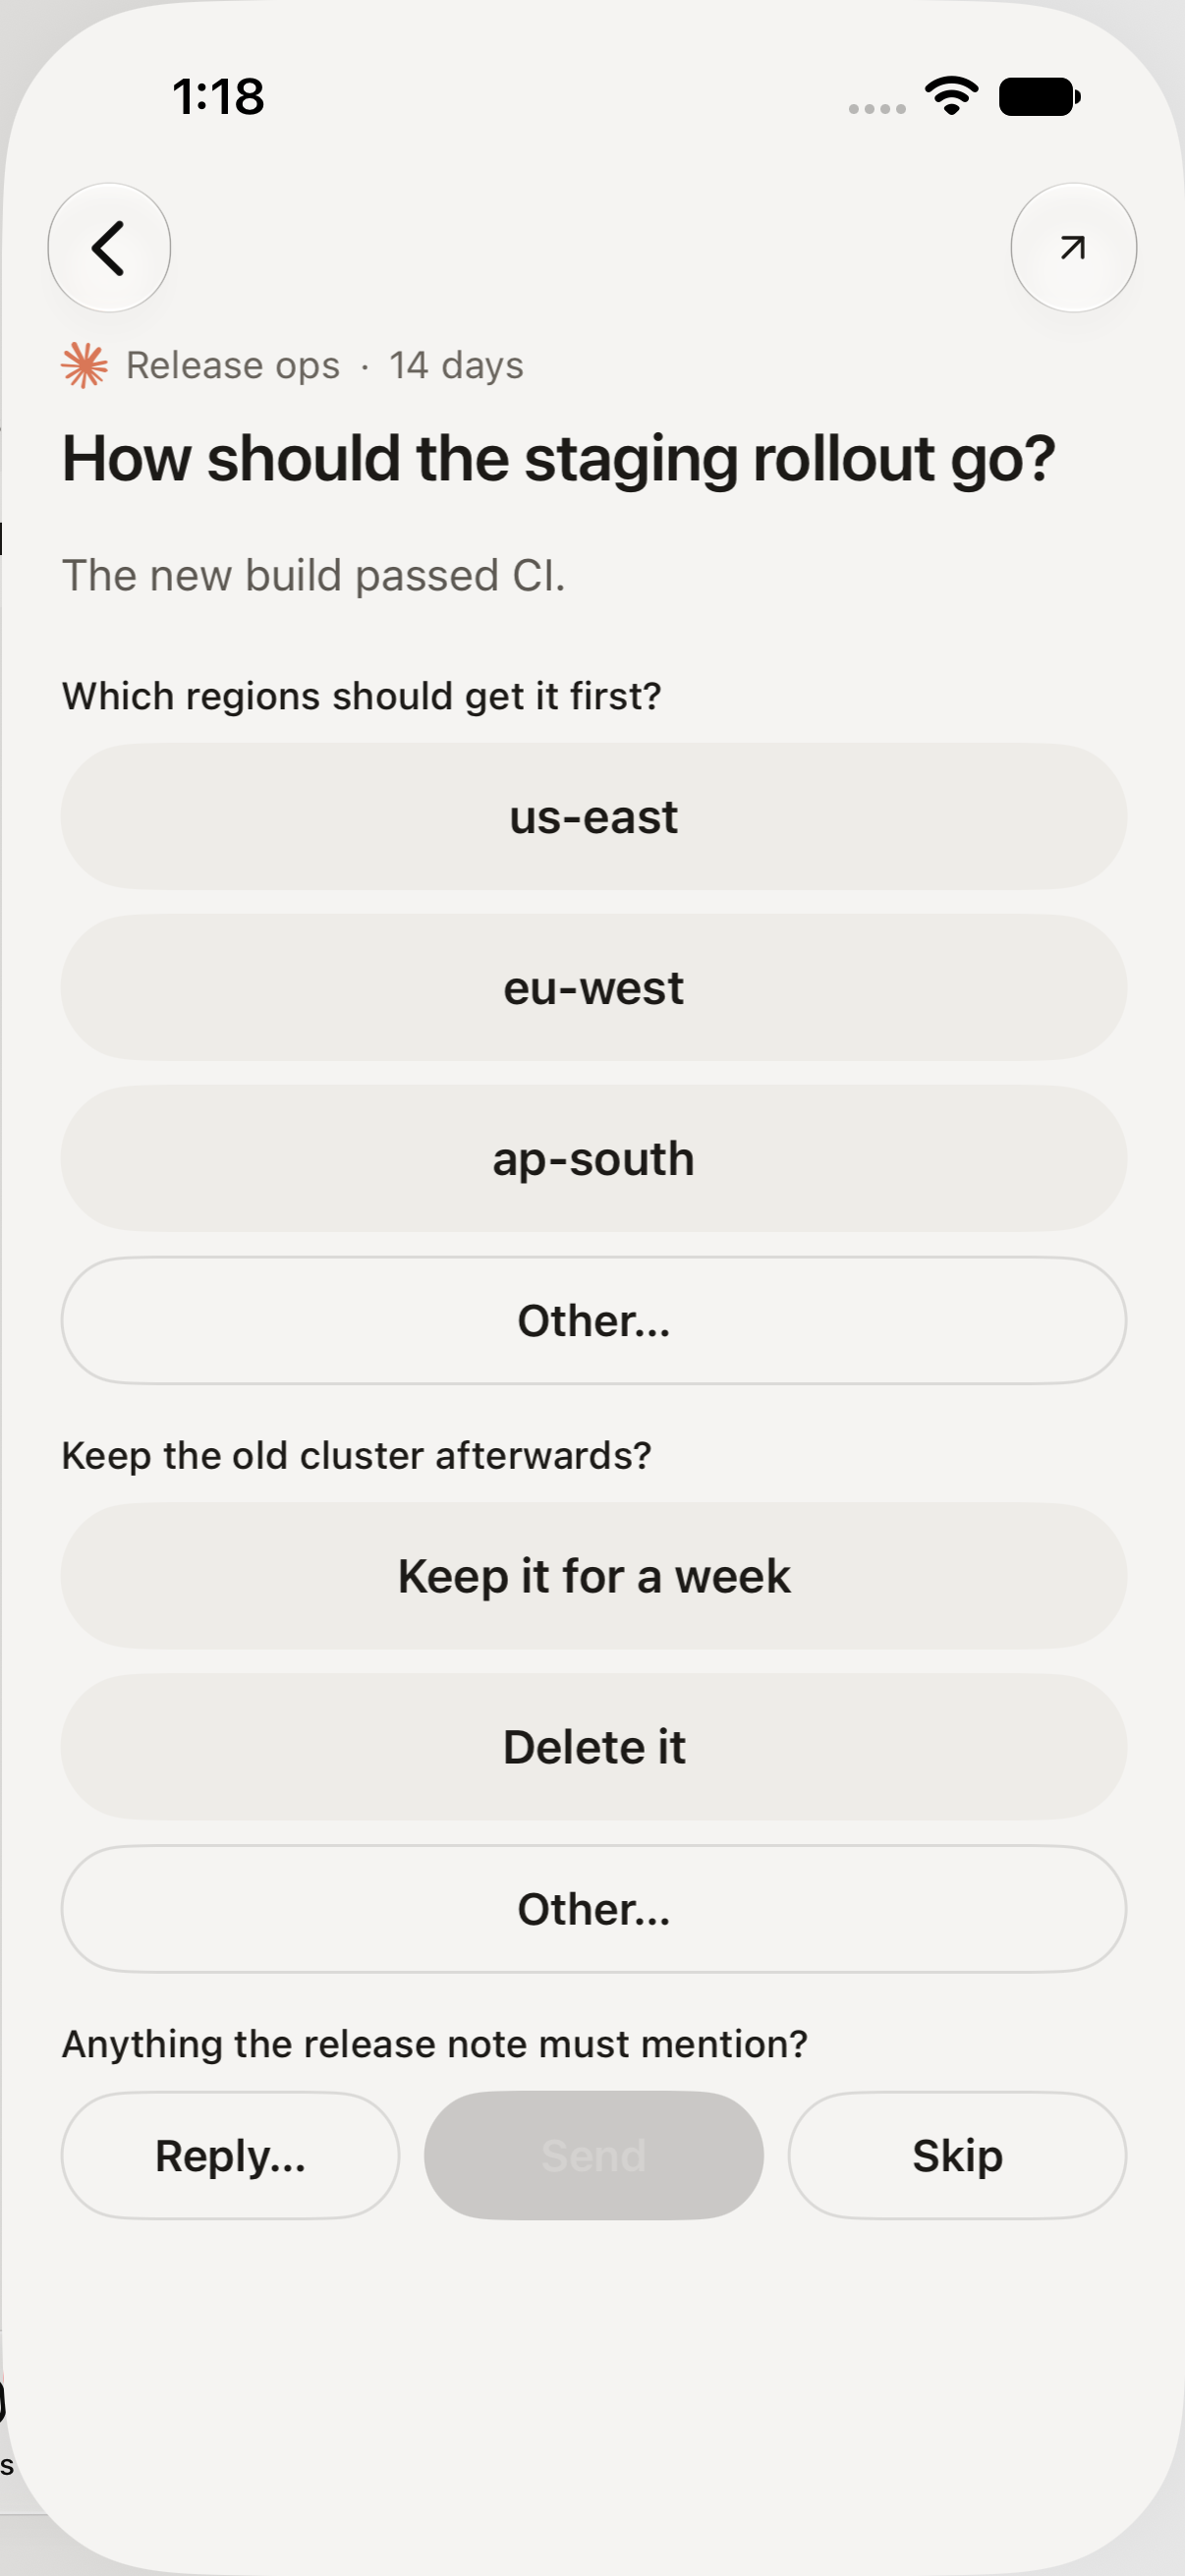 1:18
Release ops · 14 days
How should the staging rollout go?
The new build passed CI.
Which regions should get it first?
us-east
eu-west
ap-south
Other...
Keep the old cluster afterwards?
Keep it for a week
Delete it
Other...
Anything the release note must mention?
Reply... Send Skip
s